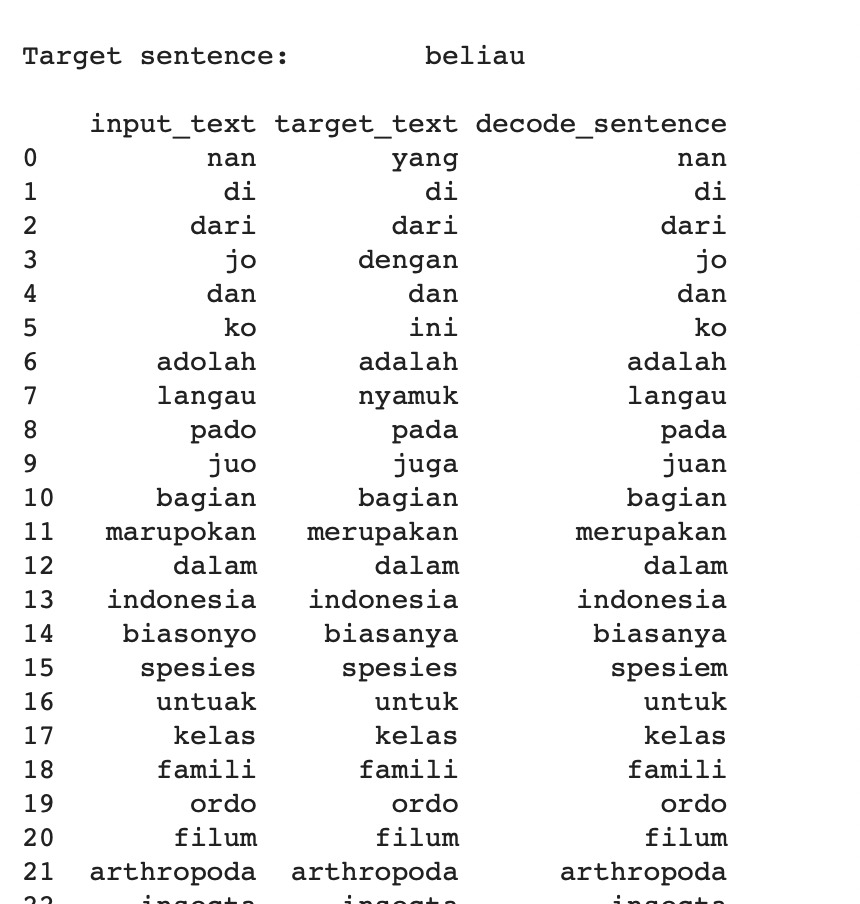 Target sentence: beliau
input_text target_text decode_sentence
0 nan yang nan
1 di di di
2 dari dari dari
3 jo dengan jo
4 dan dan dan
5 ko ini ko
6 adolah adalah adalah
7 langau nyamuk langau
8 pado pada pada
9 juo juga juan
10 bagian bagian bagian
11 marupokan merupakan merupakan
12 dalam dalam dalam
13 indonesia indonesia indonesia
14 biasonyo biasanya biasanya
15 spesies spesies spesiem
16 untuak untuk untuk
17 kelas kelas kelas
18 famili famili famili
19 ordo ordo ordo
20 filum filum filum
21 arthropoda arthropoda arthropoda